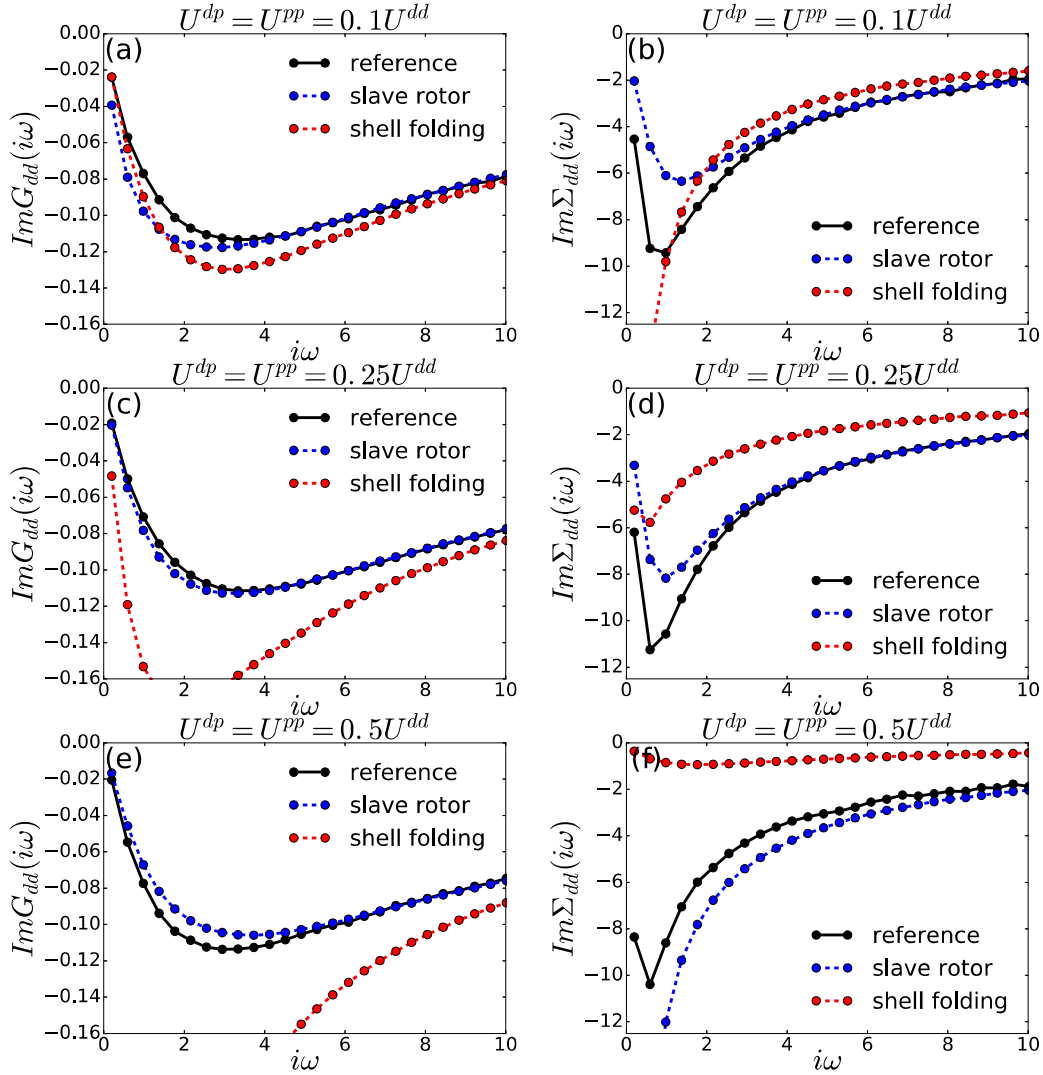 U^{dp} = U^{pp} = 0.1U^{dd}
(a)
reference
slave rotor
shell folding
0.00
−0.02
−0.04
−0.06
−0.08
−0.10
−0.12
−0.14
−0.16
ImG_{dd}(iω)
0 2 4 6 8 10
iω
U^{dp} = U^{pp} = 0.1U^{dd}
(b)
0
−2
−4
−6
−8
−10
−12
ImΣ_{dd}(iω)
reference
slave rotor
shell folding
0 2 4 6 8 10
iω
U^{dp} = U^{pp} = 0.25U^{dd}
(c)
reference
slave rotor
shell folding
0.00
−0.02
−0.04
−0.06
−0.08
−0.10
−0.12
−0.14
−0.16
ImG_{dd}(iω)
0 2 4 6 8 10
iω
U^{dp} = U^{pp} = 0.25U^{dd}
(d)
0
−2
−4
−6
−8
−10
−12
ImΣ_{dd}(iω)
reference
slave rotor
shell folding
0 2 4 6 8 10
iω
U^{dp} = U^{pp} = 0.5U^{dd}
(e)
reference
slave rotor
shell folding
0.00
−0.02
−0.04
−0.06
−0.08
−0.10
−0.12
−0.14
−0.16
ImG_{dd}(iω)
0 2 4 6 8 10
iω
U^{dp} = U^{pp} = 0.5U^{dd}
(f)
0
−2
−4
−6
−8
−10
−12
ImΣ_{dd}(iω)
reference
slave rotor
shell folding
0 2 4 6 8 10
iω